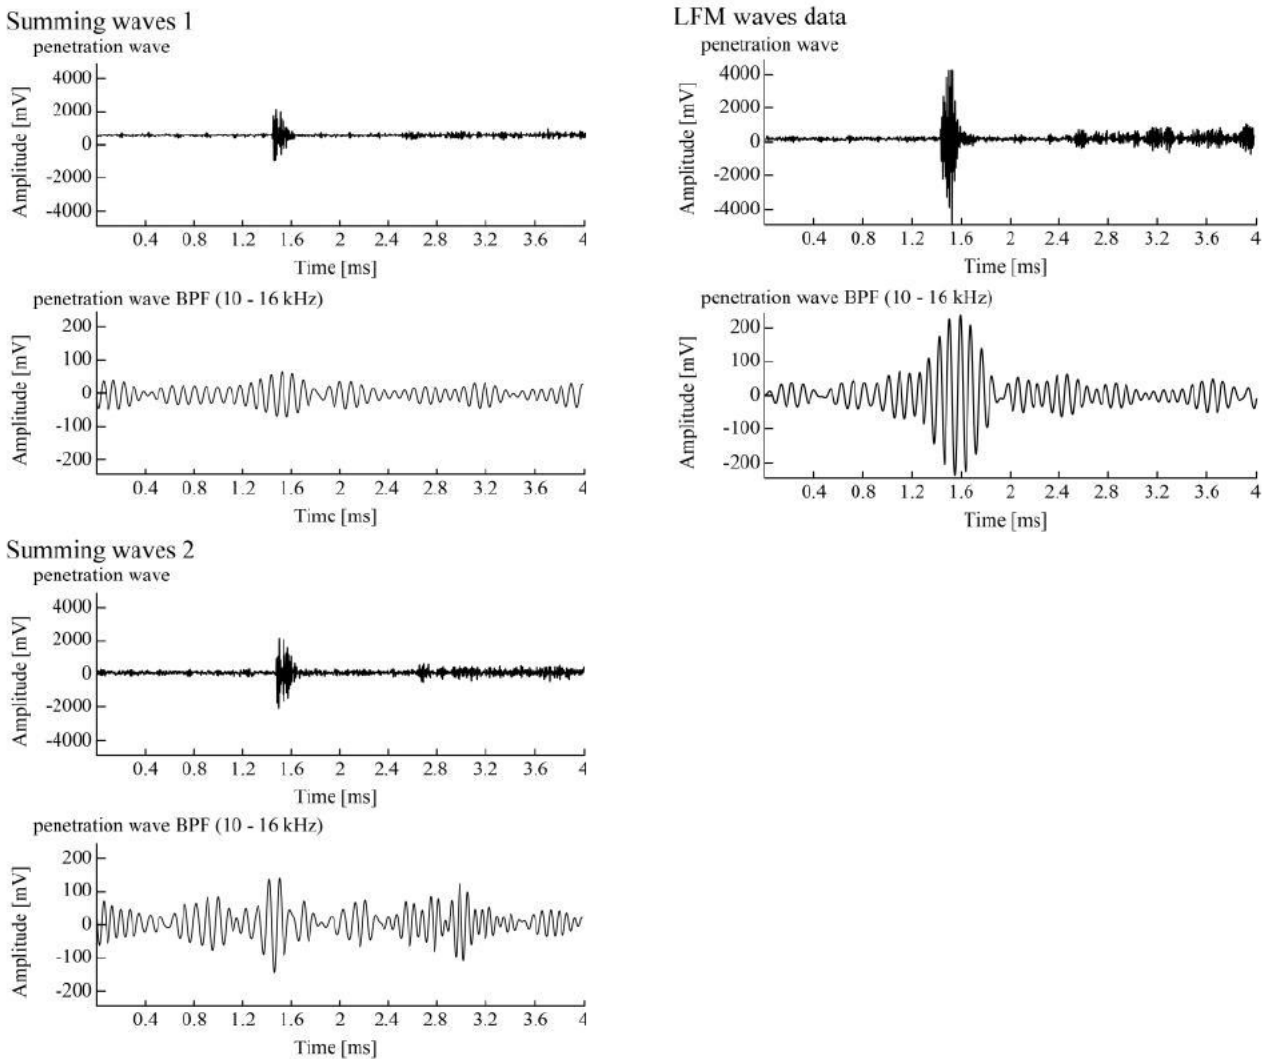 Summing waves 1
penetration wave
Amplitude [mV]
4000
2000
0
-2000
-4000
0.4 0.8 1.2 1.6 2 2.4 2.8 3.2 3.6 4
Time [ms]
penetration wave BPF (10 - 16 kHz)
Amplitude [mV]
200
100
0
-100
-200
0.4 0.8 1.2 1.6 2 2.4 2.8 3.2 3.6 4
Time [ms]
Summing waves 2
penetration wave
Amplitude [mV]
4000
2000
0
-2000
-4000
0.4 0.8 1.2 1.6 2 2.4 2.8 3.2 3.6 4
Time [ms]
penetration wave BPF (10 - 16 kHz)
Amplitude [mV]
200
100
0
-100
-200
0.4 0.8 1.2 1.6 2 2.4 2.8 3.2 3.6 4
Time [ms]
LFM waves data
penetration wave
Amplitude [mV]
4000
2000
0
-2000
-4000
0.4 0.8 1.2 1.6 2 2.4 2.8 3.2 3.6 4
Time [ms]
penetration wave BPF (10 - 16 kHz)
Amplitude [mV]
200
100
0
-100
-200
0.4 0.8 1.2 1.6 2 2.4 2.8 3.2 3.6 4
Time [ms]